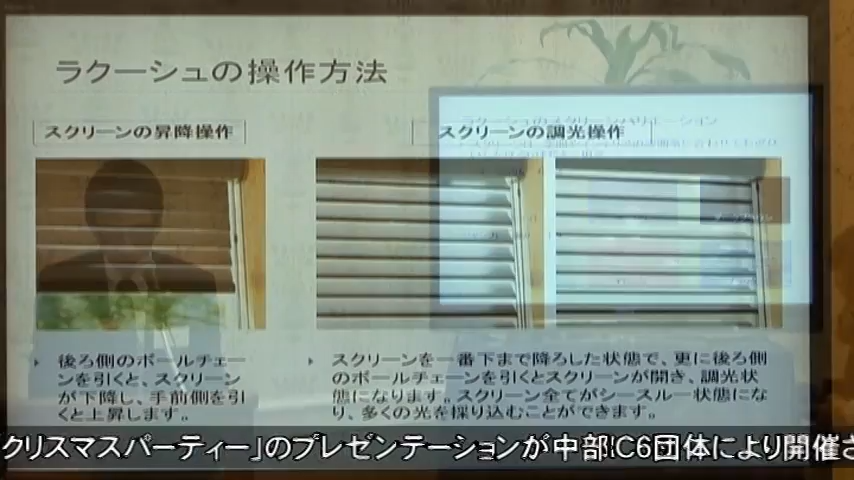 ラクーシュの操作方法
スクリーンの昇降操作
スクリーンの調光操作
後ろ側のボールチェー
ンを引くと、スクリーン
が下降し、手前側を引
くと上昇します。
スクリーンを一番下まで降ろした状態で、更に後ろ側
のボールチェーンを引くとスクリーンが開き、調光状
態になります。スクリーン全てがシースルー状態にな
り、多くの光を採り込むことができます。
クリスマスパーティー」のプレゼンテーションが中部IC6団体により開催さ